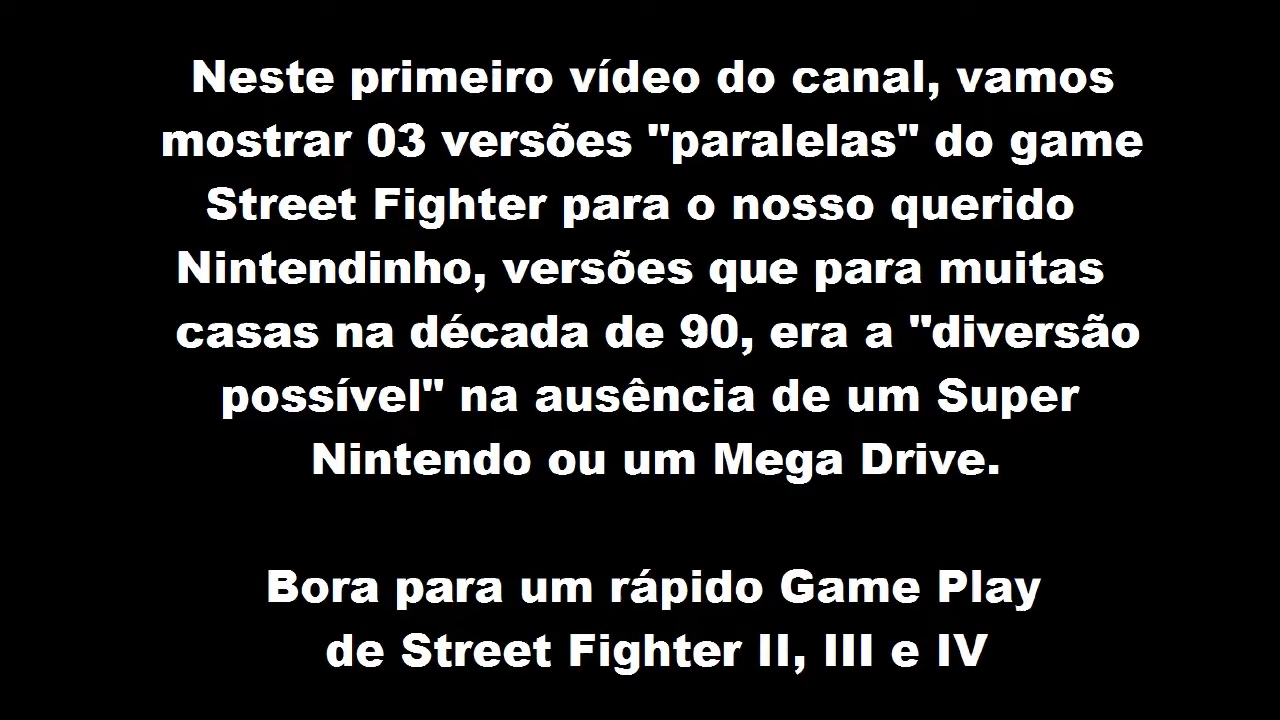 Neste primeiro vídeo do canal, vamos
mostrar 03 versões "paralelas" do game
Street Fighter para o nosso querido
Nintendinho, versões que para muitas
casas na década de 90, era a "diversão
possível" na ausência de um Super
Nintendo ou um Mega Drive.
Bora para um rápido Game Play
de Street Fighter II, III e IV